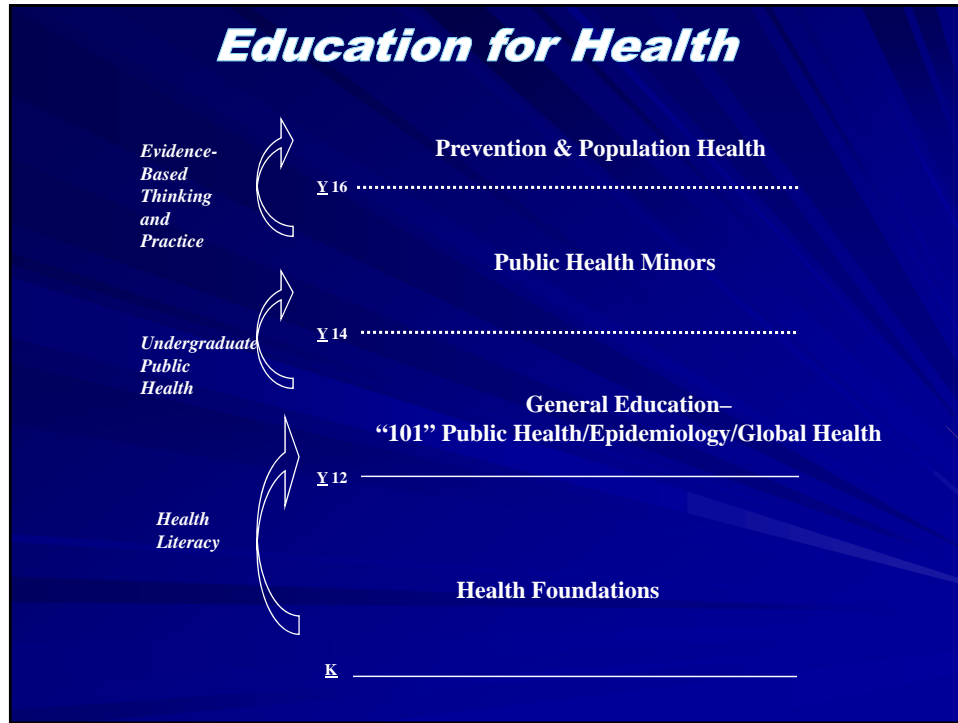 Education for Health
Evidence-
Based
Thinking
and
Practice
Prevention & Population Health
Y 16
Public Health Minors
Y 14
Undergraduate
Public
Health
General Education–
“101” Public Health/Epidemiology/Global Health
Y 12
Health
Literacy
Health Foundations
K